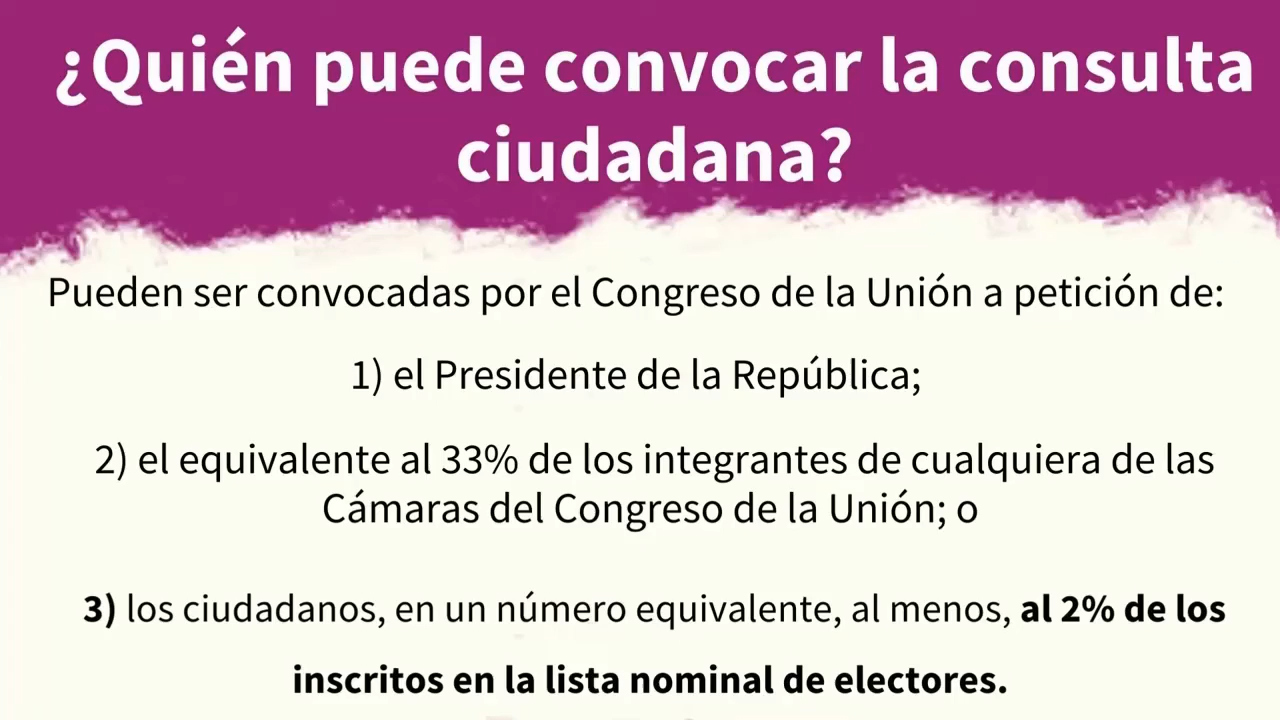 ¿Quién puede convocar la consulta
ciudadana?
Pueden ser convocadas por el Congreso de la Unión a petición de:
1) el Presidente de la República;
2) el equivalente al 33% de los integrantes de cualquiera de las
Cámaras del Congreso de la Unión; o
3) los ciudadanos, en un número equivalente, al menos, al 2% de los
inscritos en la lista nominal de electores.